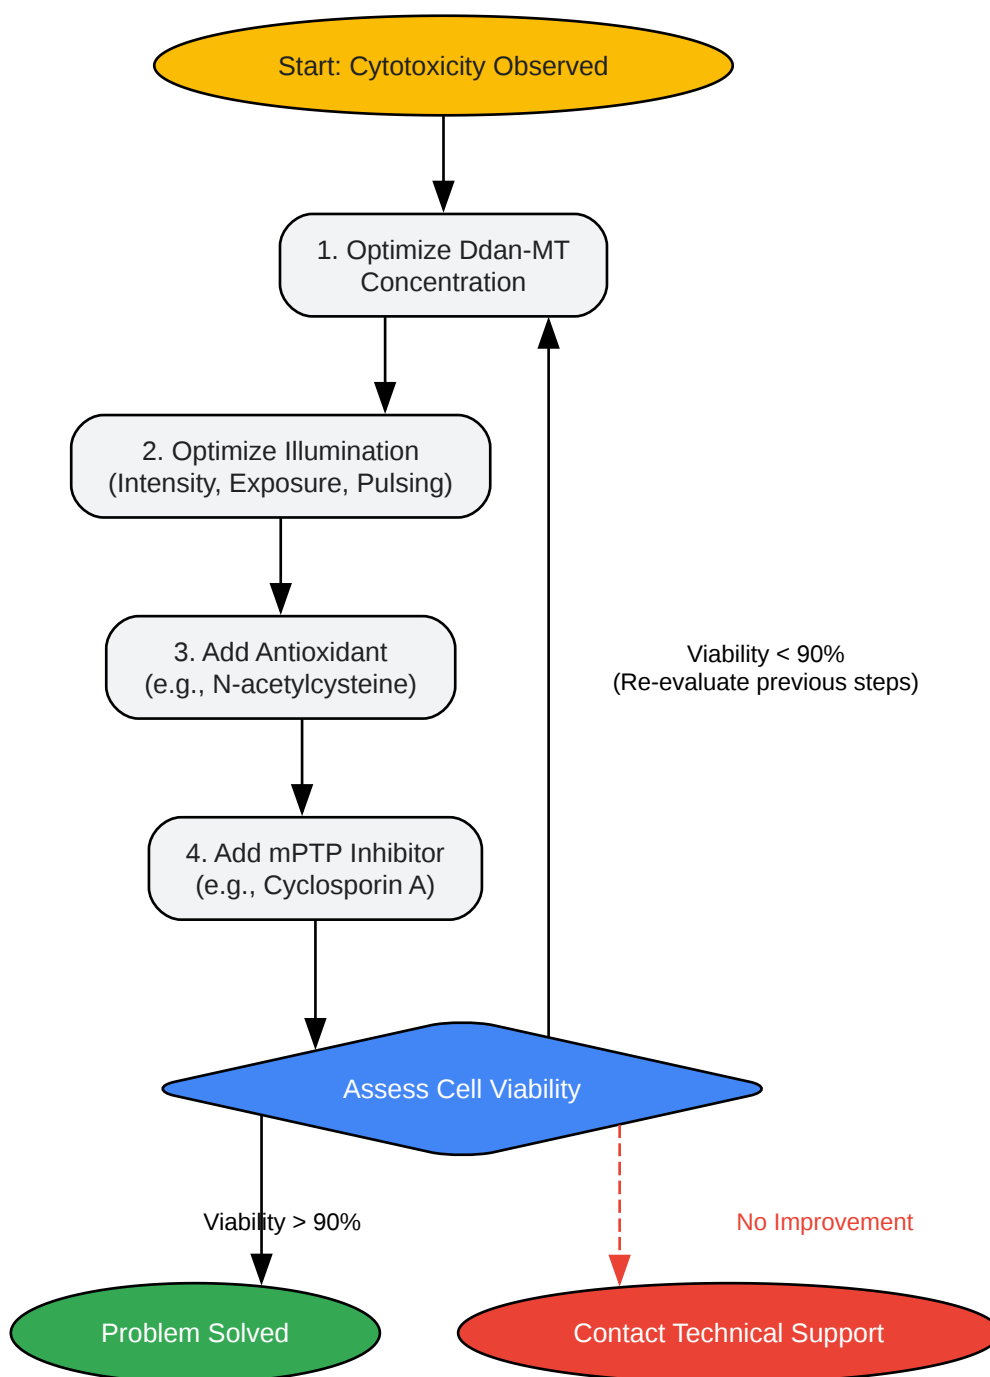 Start: Cytotoxicity Observed
1. Optimize Ddan-MT
Concentration
2. Optimize Illumination
(Intensity, Exposure, Pulsing)
3. Add Antioxidant
(e.g., N-acetylcysteine)
Viability < 90%
(Re-evaluate previous steps)
4. Add mPTP Inhibitor
(e.g., Cyclosporin A)
Assess Cell Viability
Viability > 90%
No Improvement
Problem Solved
Contact Technical Support